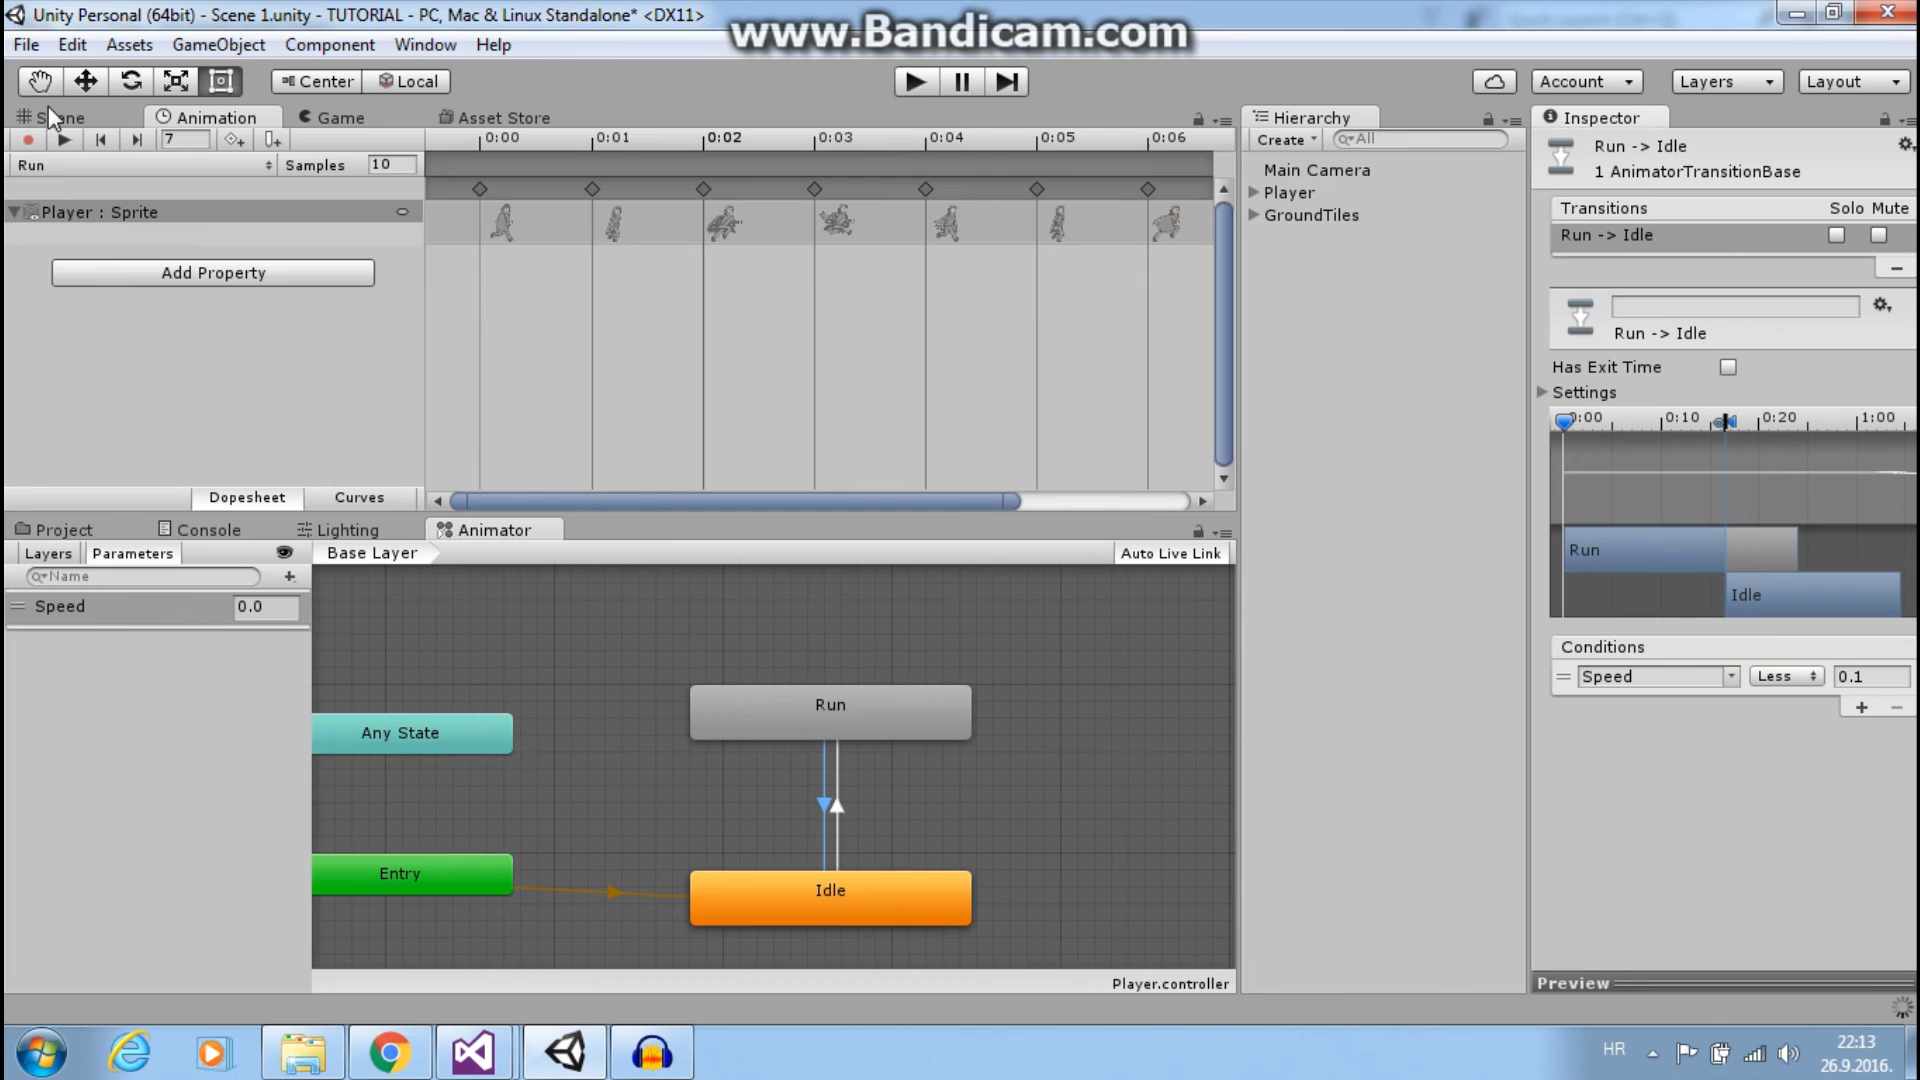 Unity Personal (64bit) - Scene 1.unity - TUTORIAL - PC, Mac & Linux Standalone* <DX11>
www.Bandicam.com
File Edit Assets GameObject Component Window Help
Center Local Account Layers Layout
Scene Animation Game Asset Store
Hierarchy
Inspector
7 0:00 0:01 0:02 0:03 0:04 0:05 0:06
Create All
Run -> Idle
Run Samples 10
Main Camera
1 AnimatorTransitionBase
Player : Sprite
Player
Transitions Solo Mute
GroundTiles
Run -> Idle
Add Property
Run -> Idle
Has Exit Time
Settings
0:00 0:10 0:20 1:00
Dopesheet Curves
Project Console Lighting Animator
Layers Parameters Base Layer Auto Live Link
Run
Name
Idle
Speed 0.0
Conditions
Speed Less 0.1
Run
Any State
Entry
Idle
Player.controller
Preview
HR
22:13
26.9.2016.